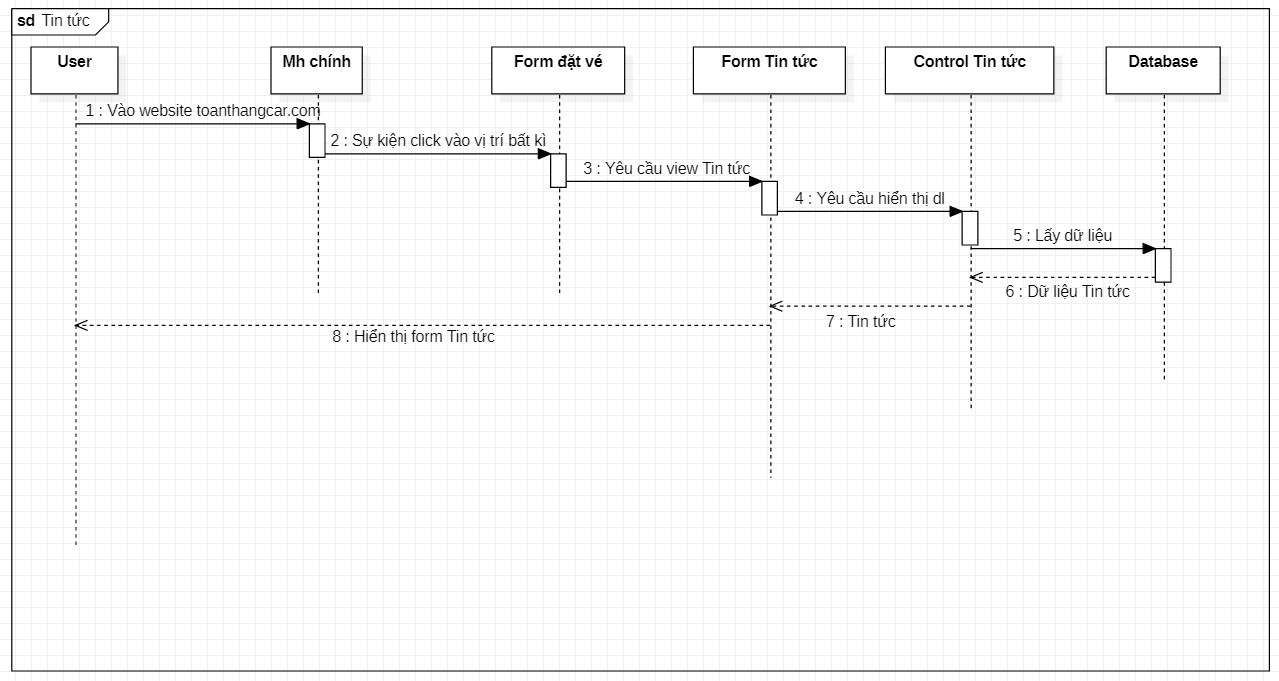 sd Tin tức
User
Mh chính
Form đặt vé
Form Tin tức
Control Tin tức
Database
1 : Vào website toanthangcar.com
2 : Sự kiện click vào vị trí bất kì
3 : Yêu cầu view Tin tức
4 : Yêu cầu hiển thị dl
5 : Lấy dữ liệu
6 : Dữ liệu Tin tức
7 : Tin tức
8 : Hiển thị form Tin tức